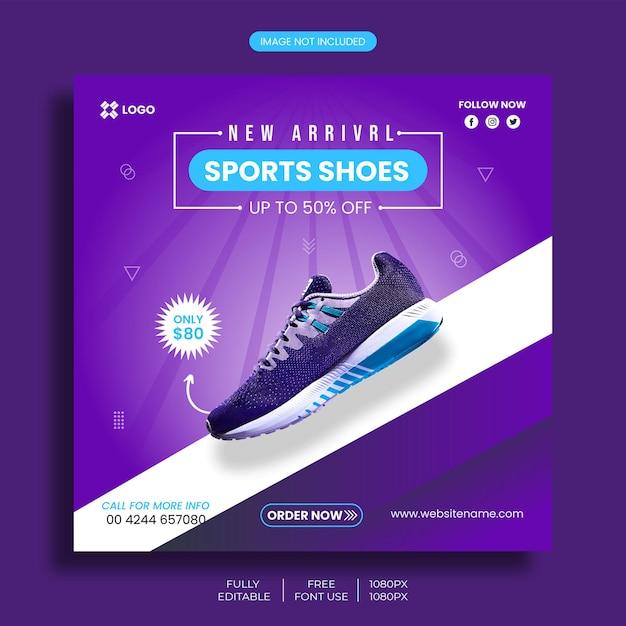 IMAGE NOT INCLUDED
LOGO
FOLLOW NOW
NEW ARRIVRL
SPORTS SHOES
UP TO 50% OFF
ONLY
$80
CALL FOR MORE INFO
00 4244 657080
ORDER NOW
www.websitename.com
FULLY
EDITABLE
FREE
FONT USE
1080PX
1080PX